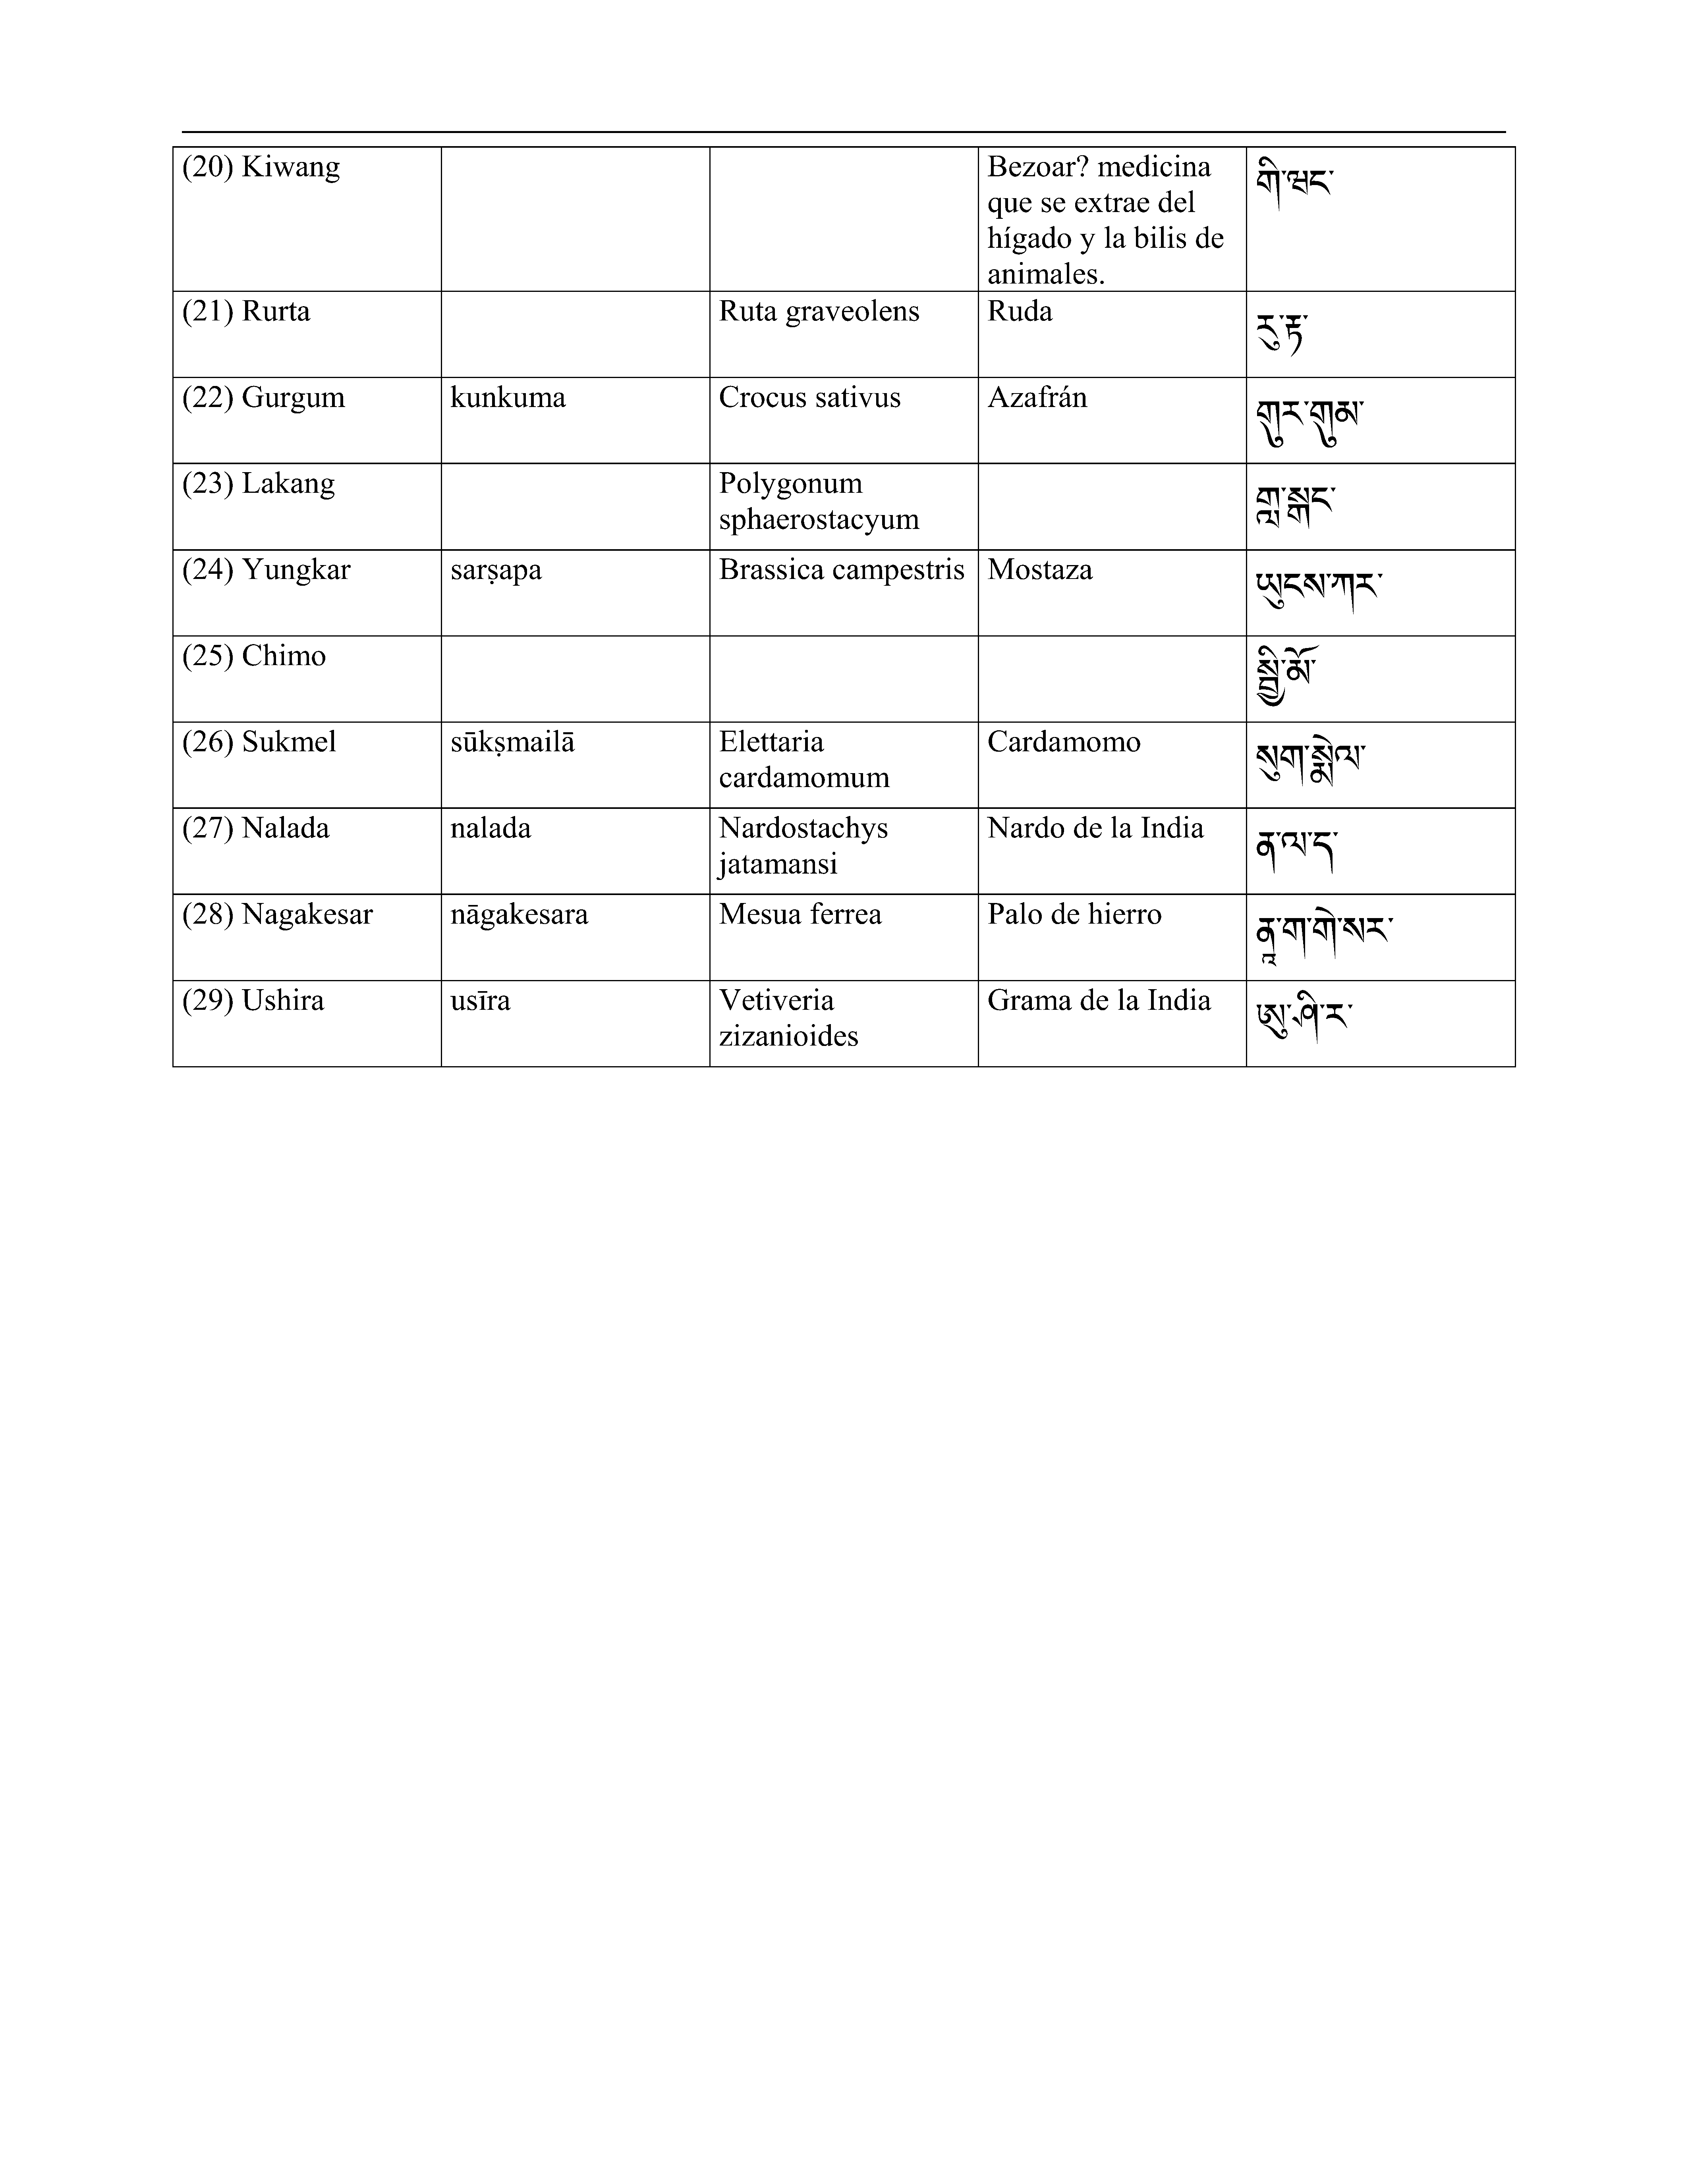 (20) Kiwang Bezoar? medicina གི་ཝང་
que se extrae del
hígado y la bilis de
animales.
(21) Rurta Ruta graveolens Ruda རུ་རྟ་
(22) Gurgum kunkuma Crocus sativus Azafrán གུར་གུམ་
(23) Lakang Polygonum གླ་སྒང་
sphaerostacyum
(24) Yungkar sarṣapa Brassica campestris Mostaza ཡུངས་ཀར་
(25) Chimo སྦྱི་མོ་
(26) Sukmel sūkṣmailā Elettaria Cardamomo སུག་སྨེལ་
cardamomum
(27) Nalada nalada Nardostachys Nardo de la India ན་ལ་ད་
jatamansi
(28) Nagakesar nāgakesara Mesua ferrea Palo de hierro ནཱ་ག་གེ་སར་
(29) Ushira usīra Vetiveria Grama de la India ཨུ་ཤི་ར་
zizanioides